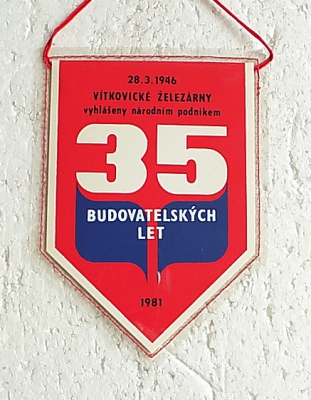 28.3.1946
VÍTKOVICKÉ ŽELEZÁRNY
vyhlášeny národním podnikem
35
BUDOVATELSKÝCH
LET
1981